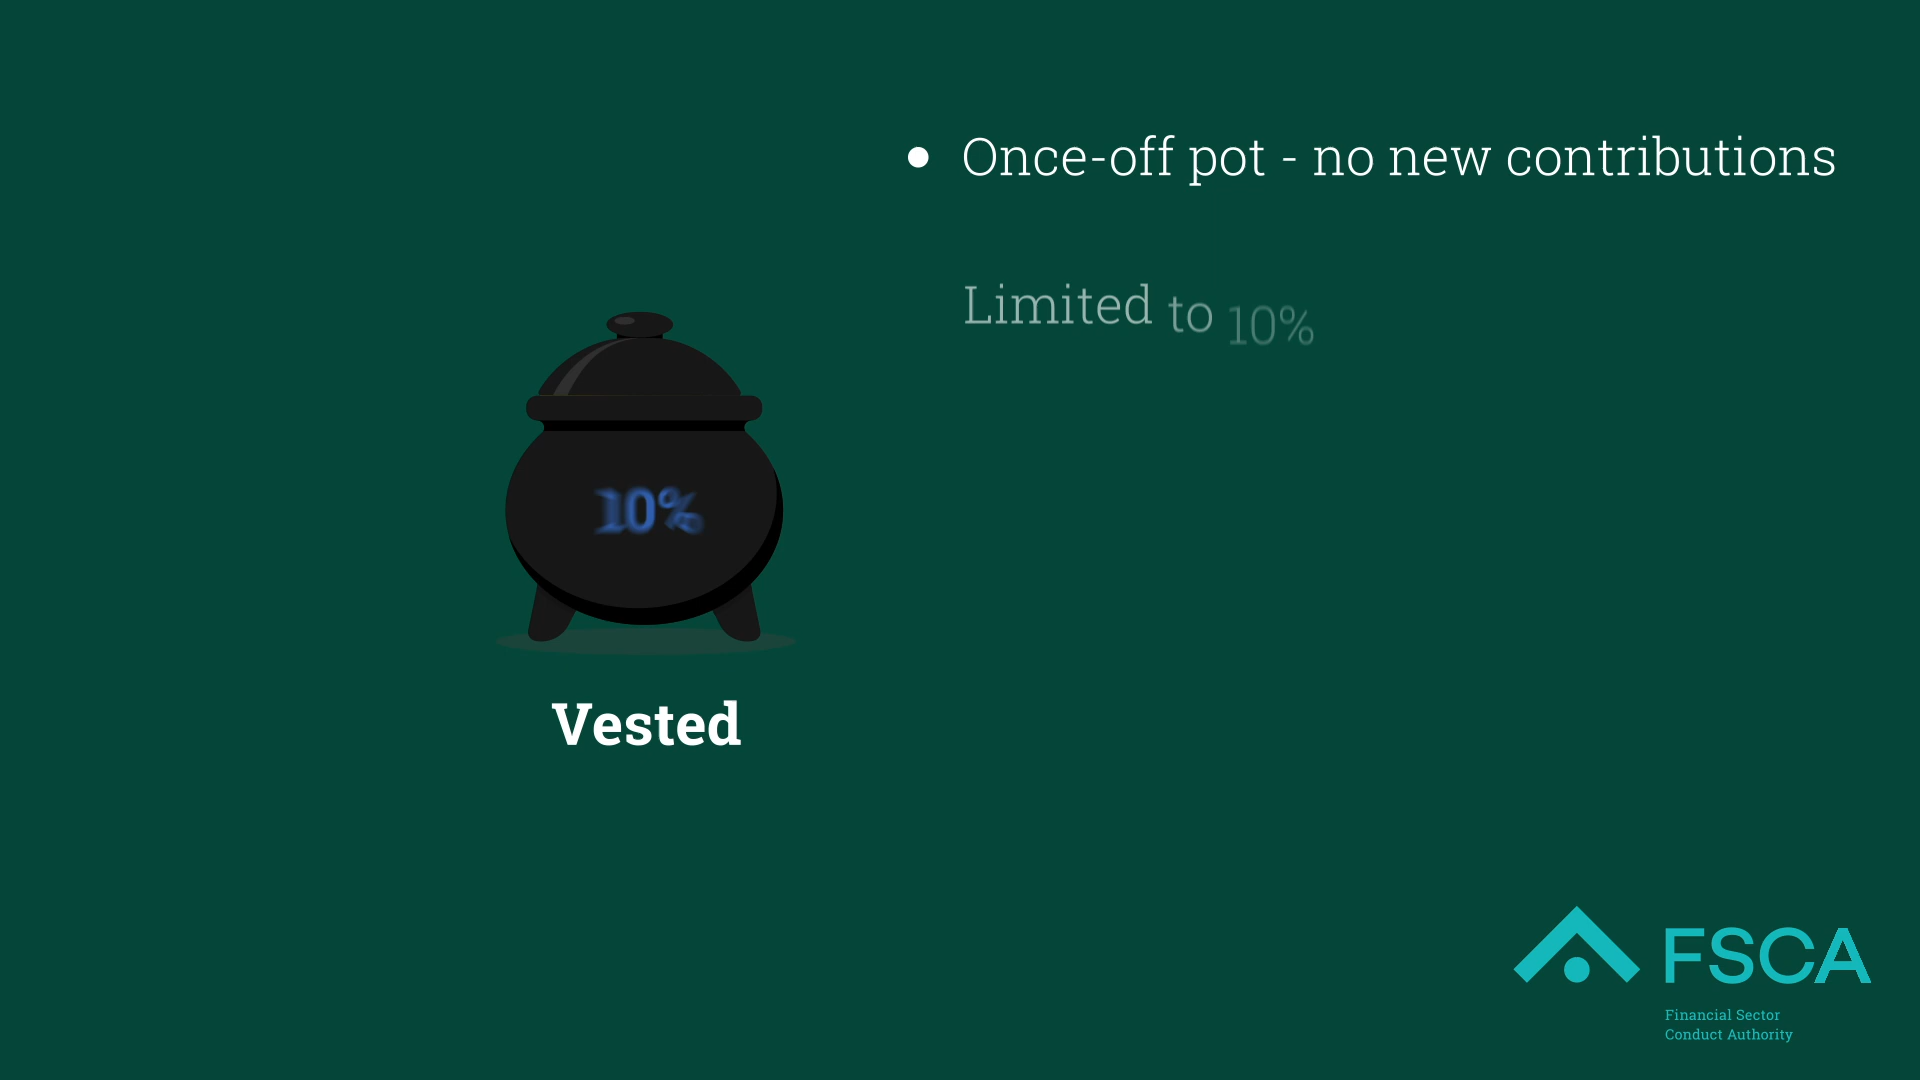 Once-off pot - no new contributions
Limited to 10%
10%
Vested
FSCA
Financial Sector
Conduct Authority